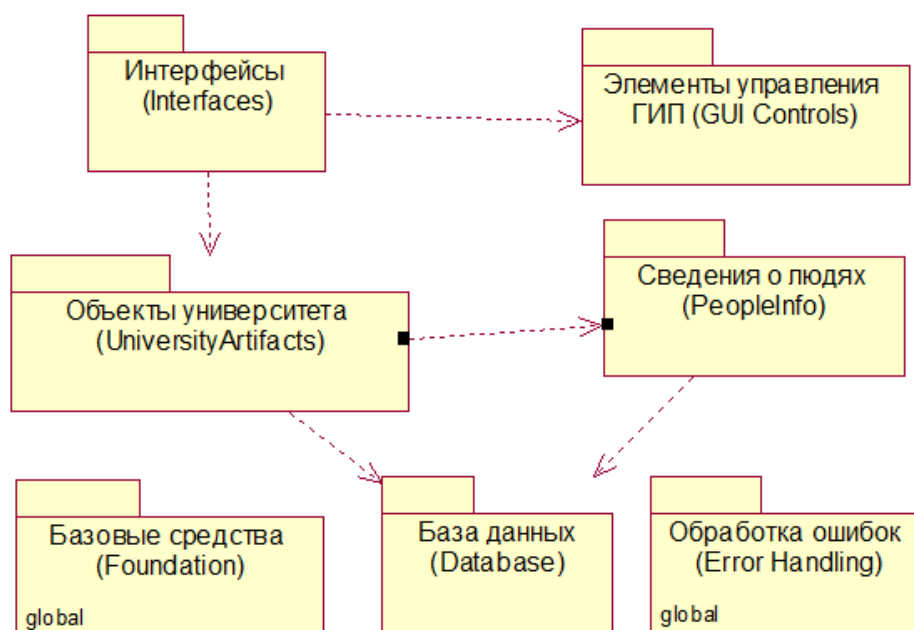 Интерфейсы
(Interfaces)
Элементы управления
ГИП (GUI Controls)
Объекты университета
(UniversityArtifacts)
Сведения о людях
(PeopleInfo)
Базовые средства
(Foundation)
global
База данных
(Database)
Обработка ошибок
(Error Handling)
global